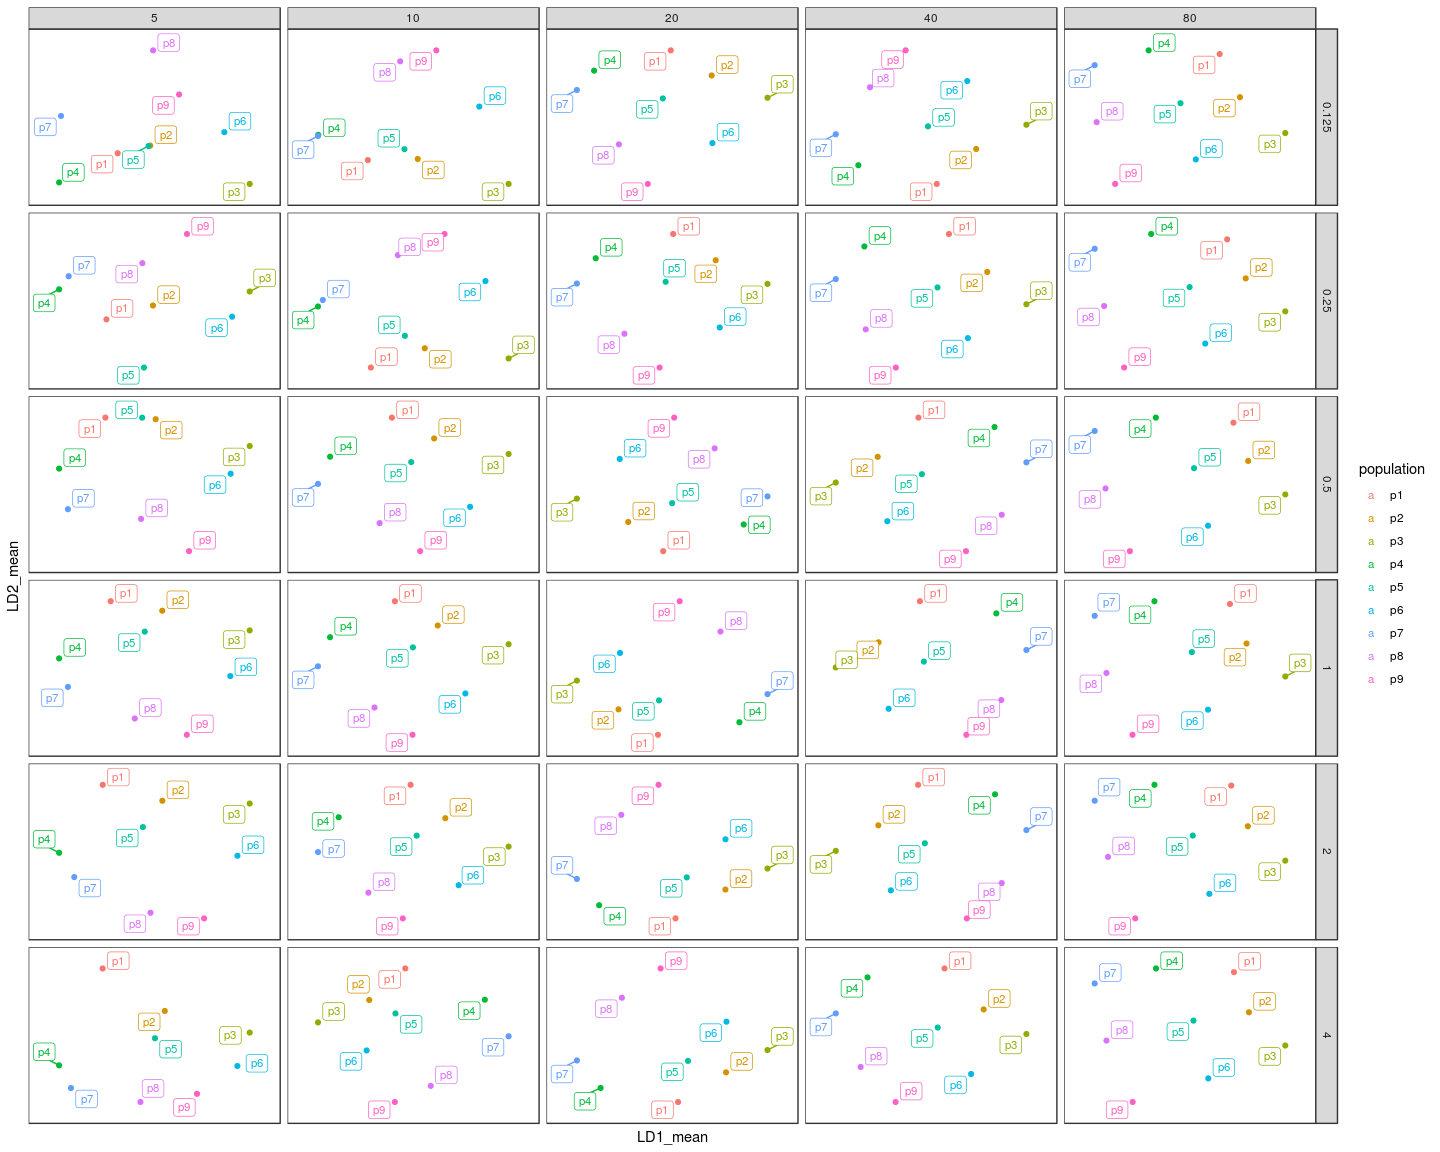 5 10 20 40 80
p8 p9 p7 p6 p2 p1 p5 p4 p3
p9 p8 p6 p4 p5 p7 p1 p2 p3
p4 p1 p2 p3 p7 p5 p6 p8 p9
p9 p8 p6 p3 p5 p7 p2 p4 p1
p4 p1 p7 p2 p8 p5 p3 p6 p9
0.125
p9 p7 p8 p3 p4 p2 p1 p6 p5
p8 p9 p7 p6 p4 p5 p3 p1 p2
p1 p4 p5 p2 p3 p7 p6 p8 p9
p1 p4 p2 p7 p3 p5 p8 p6 p9
p4 p1 p7 p2 p5 p8 p3 p6 p9
0.25
p5 p1 p2 p4 p3 p6 p7 p8 p9
p1 p2 p4 p3 p5 p7 p8 p6 p9
p9 p6 p8 p7 p5 p3 p2 p4 p1
p1 p4 p7 p2 p5 p3 p6 p8 p9
p1 p4 p7 p2 p5 p8 p3 p6 p9
0.5
LD2_mean
p1 p2 p3 p5 p4 p6 p7 p8 p9
p1 p2 p4 p3 p5 p7 p6 p8 p9
p9 p8 p6 p7 p3 p5 p4 p2 p1
p1 p4 p7 p2 p5 p3 p6 p8 p9
p1 p7 p4 p5 p2 p3 p8 p6 p9
1
p1 p2 p3 p5 p4 p6 p7 p8 p9
p1 p2 p4 p5 p7 p3 p6 p8 p9
p9 p8 p6 p3 p7 p2 p5 p4 p1
p1 p4 p2 p7 p5 p3 p6 p8 p9
p7 p1 p4 p2 p8 p5 p3 p6 p9
2
p1 p2 p3 p5 p4 p6 p8 p7 p9
p1 p2 p4 p3 p5 p7 p6 p8 p9
p9 p8 p6 p3 p2 p5 p7 p4 p1
p1 p4 p2 p7 p5 p3 p8 p6 p9
p4 p1 p7 p2 p8 p5 p3 p6 p9
4
LD1_mean
population
a p1
a p2
a p3
a p4
a p5
a p6
a p7
a p8
a p9